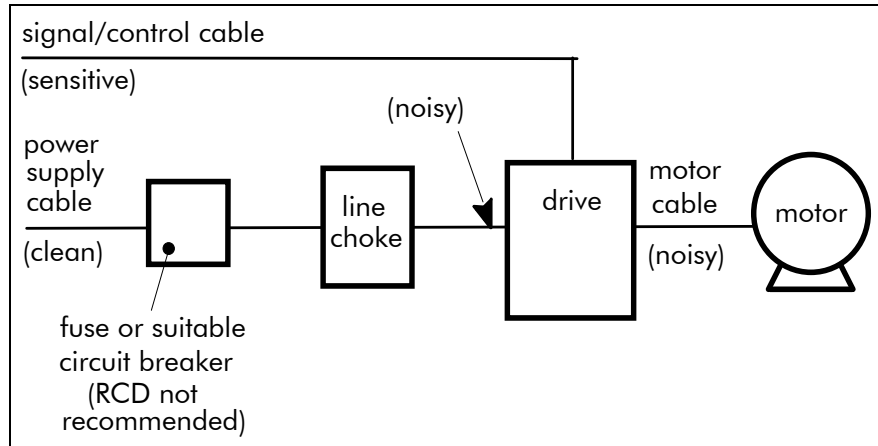 signal/control cable
(sensitive)
(noisy)
power
supply
cable
(clean)
line
choke
drive
motor
cable
(noisy)
motor
fuse or suitable
circuit breaker
(RCD not
recommended)